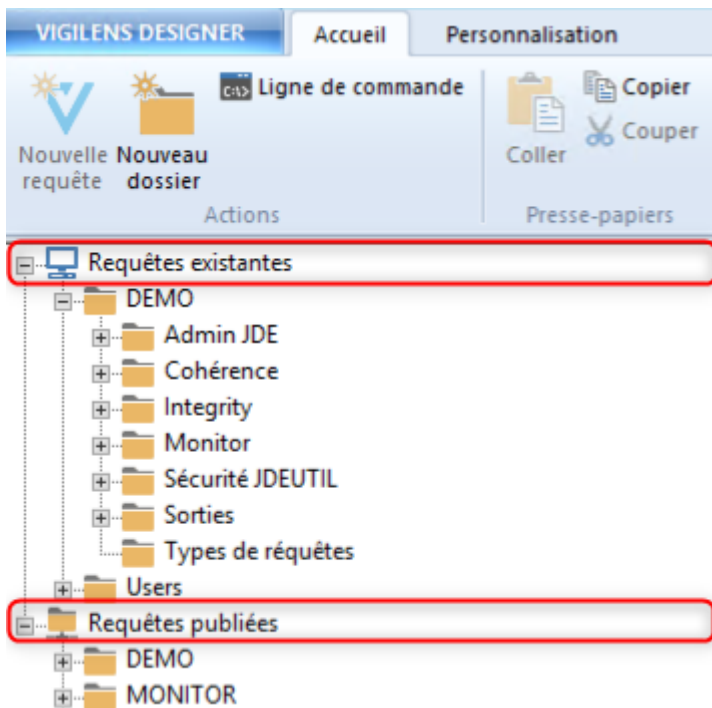 VIGILENS DESIGNER Accueil Personnalisation
Ligne de commande
Copier
Couper
Nouvelle requête
Nouveau dossier
Coller
Actions Presse-papiers
Requêtes existantes
DEMO
Admin JDE
Cohérence
Integrity
Monitor
Sécurité JDEUTIL
Sorties
Types de réquêtes
Users
Requêtes publiées
DEMO
MONITOR